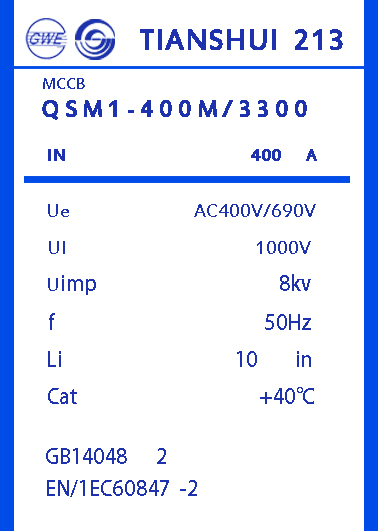 GWE TIANSHUI 213
MCCB
QSM1-400M/3300
IN 400 A
Ue AC400V/690V
UI 1000V
Uimp 8kv
f 50Hz
Li 10 in
Cat +40℃
GB14048 2
EN/1EC60847 -2